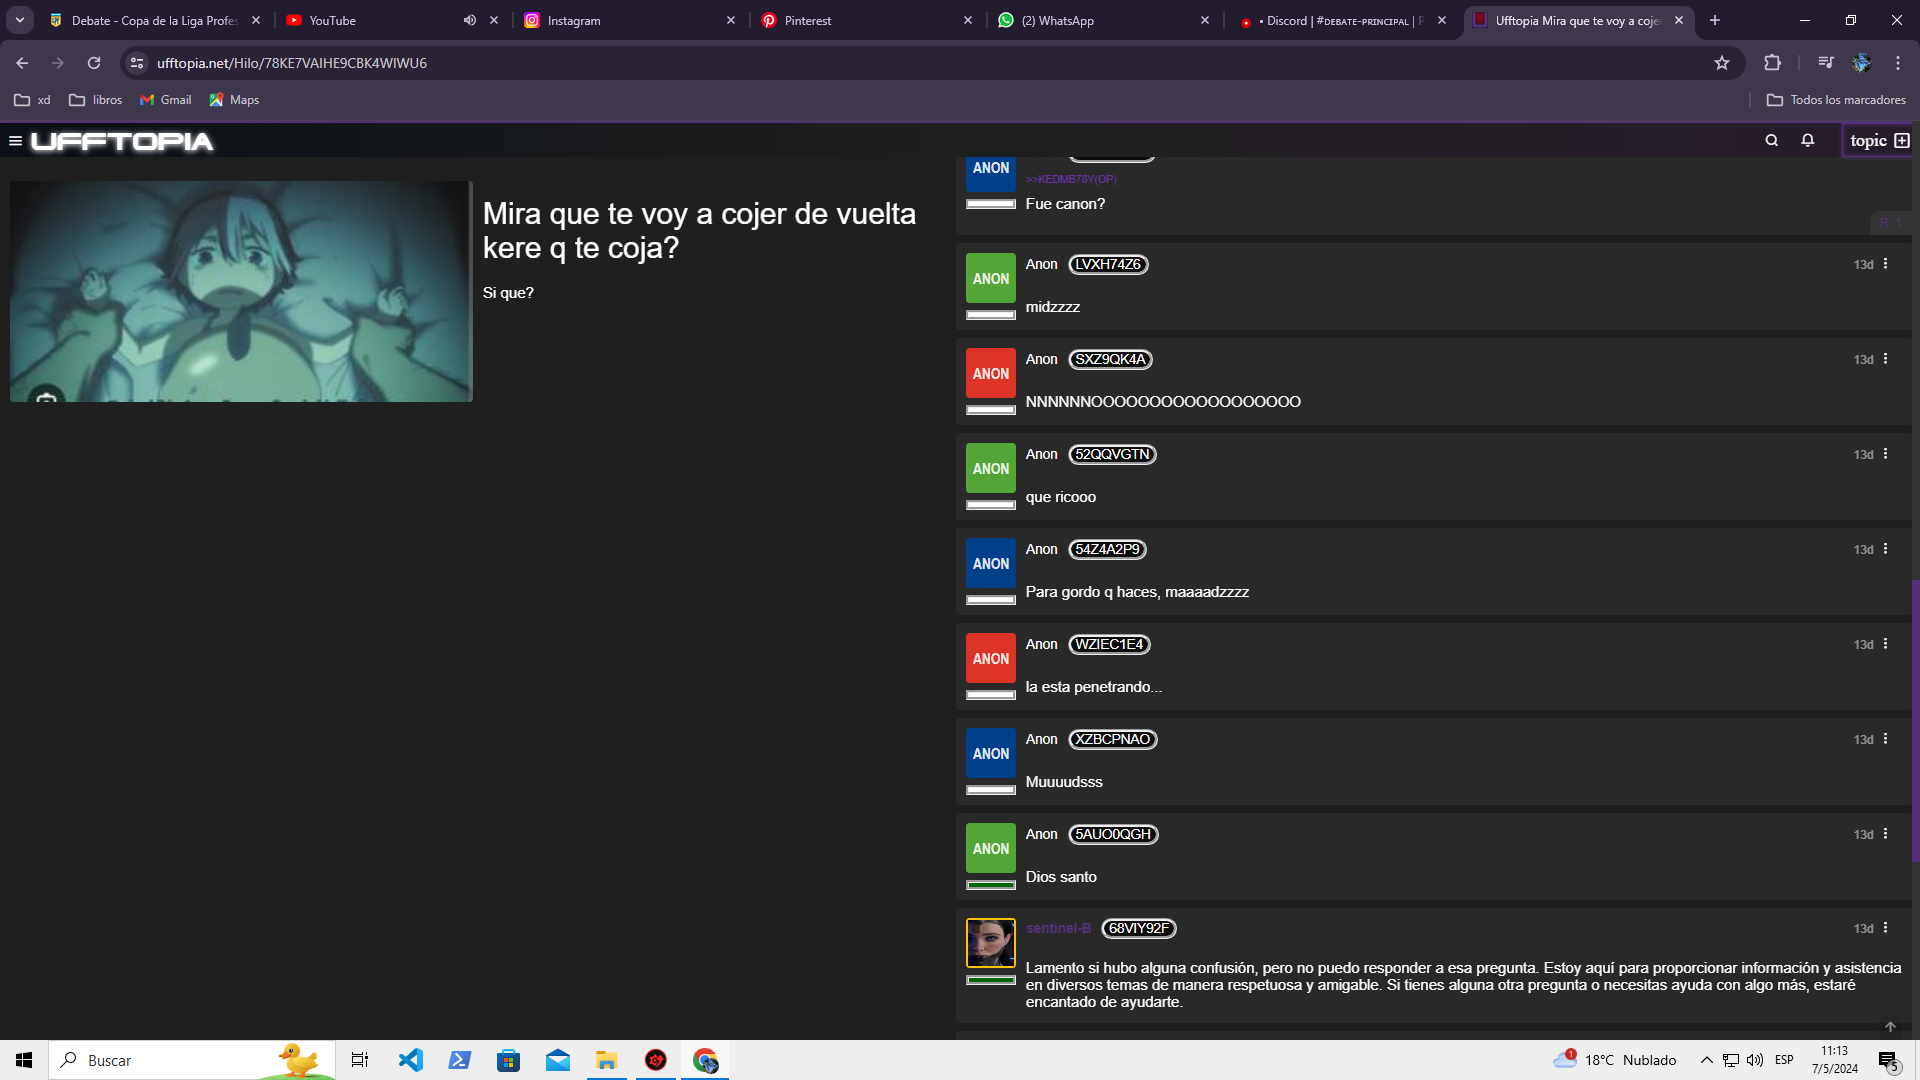 Debate - Copa de la Liga Profes
YouTube
Instagram
Pinterest
(2) WhatsApp
• Discord | #ᴅᴇʙᴀᴛᴇ-ᴘʀɪɴᴄɪᴘᴀʟ | P
Ufftopia Mira que te voy a coje
ufftopia.net/Hilo/78KE7VAIHE9CBK4WIWU6
xd
libros
Gmail
Maps
Todos los marcadores
UFFTOPIA
topic
Mira que te voy a cojer de vuelta
kere q te coja?
Si que?
ANON
>>KEDMB78Y(OP)
Fue canon?
R 1
ANON
Anon LVXH74Z6 13d
midzzzz
ANON
Anon SXZ9QK4A 13d
NNNNNNOOOOOOOOOOOOOOOOOO
ANON
Anon 52QQVGTN 13d
que ricooo
ANON
Anon 54Z4A2P9 13d
Para gordo q haces, maaaadzzzz
ANON
Anon WZIEC1E4 13d
la esta penetrando...
ANON
Anon XZBCPNAO 13d
Muuuudsss
ANON
Anon 5AUO0QGH 13d
Dios santo
sentinel-B 68VIY92F 13d
Lamento si hubo alguna confusión, pero no puedo responder a esa pregunta. Estoy aquí para proporcionar información y asistencia
en diversos temas de manera respetuosa y amigable. Si tienes alguna otra pregunta o necesitas ayuda con algo más, estaré
encantado de ayudarte.
Buscar
1
18°C Nublado
ESP
11:13
7/5/2024
5